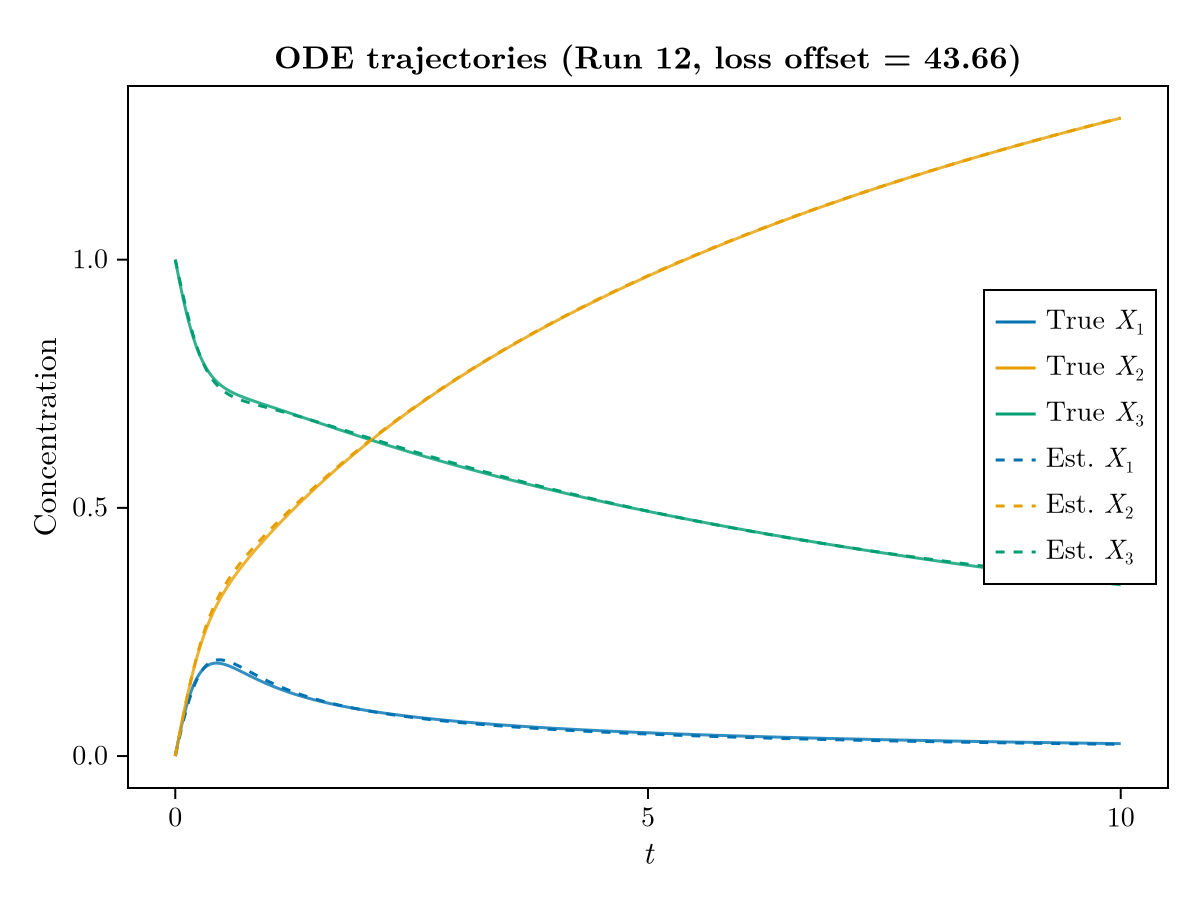 ODE trajectories (Run 12, loss offset = 43.66)
Concentration
1.0
0.5
0.0
True X₁
True X₂
True X₃
Est. X₁
Est. X₂
Est. X₃
0 5 10
t